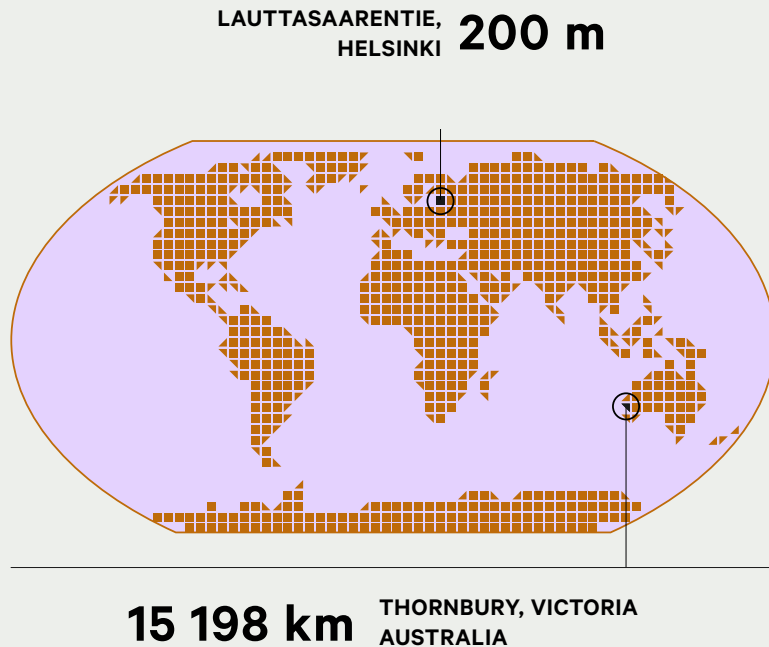 LAUTTASAARENTIE,
HELSINKI
200 m
15 198 km
THORNBURY, VICTORIA
AUSTRALIA